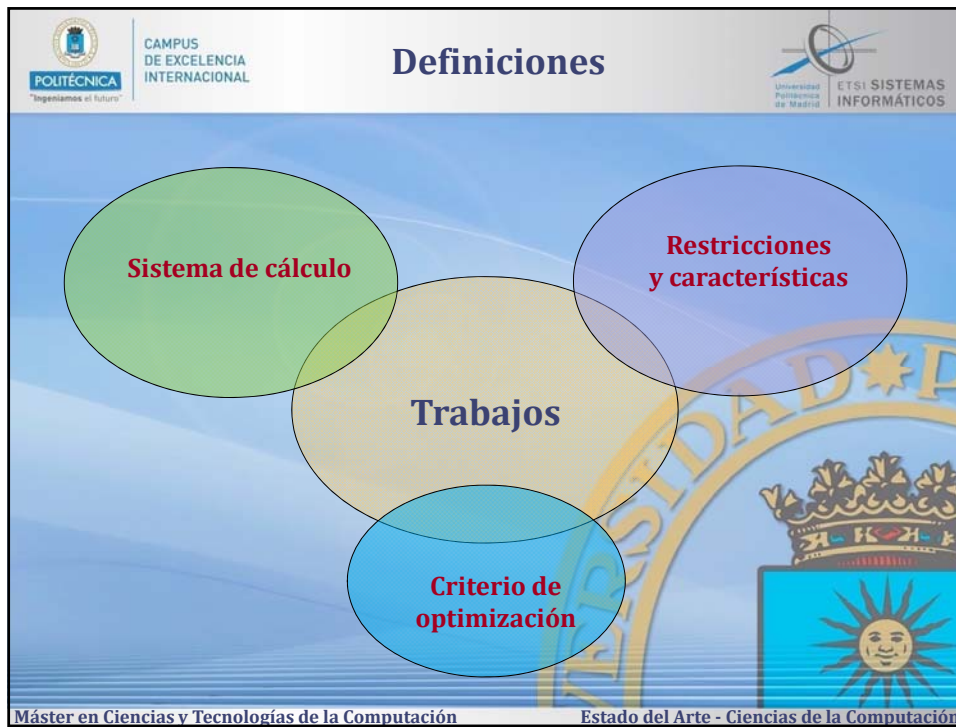 POLITÉCNICA
"Ingeniamos el futuro"
CAMPUS
DE EXCELENCIA
INTERNACIONAL
Definiciones
Universidad
Politécnica
de Madrid
ETSI SISTEMAS
INFORMÁTICOS
Sistema de cálculo
Restricciones
y característíficas
Trabajos
Criterio de
optimización
VERSIDAD P
Máster en Ciencias y Tecnologías de la Computación
Estado del Arte - Ciencias de la Computación